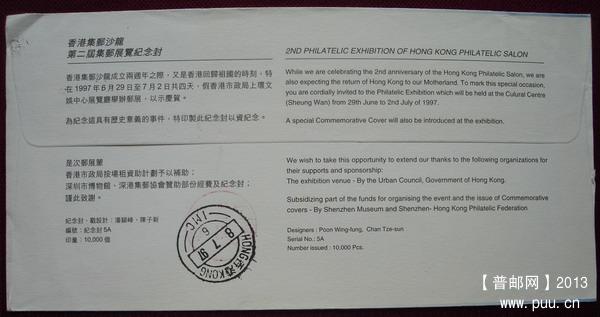 香港集郵沙龍
第二屆集郵展覽紀念封
香港集郵沙龍成立兩週年之際，又是香港回歸祖國的時刻，特
在1997年6月29日至7月2日共四天，假香港市政局上環文
娛中心展覽廳舉辦郵展，以示慶賀。
為紀念這具有歷史意義的事件，特印製此紀念封以資紀念。
2ND PHILATELIC EXHIBITION OF HONG KONG PHILATELIC SALON
While we are celebrating the 2nd anniversary of the Hong Kong Philatelic Salon, we are
also expecting the return of Hong Kong to our Motherland. To mark this special occasion,
you are cordially invited to the Philatelic Exhibition which will be held at the Culural Centre
(Sheung Wan) from 29th June to 2nd July of 1997.
A special Commemorative Cover will also be introduced at the exhibition.
是次郵展蒙
香港市政局按場租資助計劃予以補助；
深圳市博物館、深港集郵協會贊助部份經費及紀念封；
謹此致謝。
紀念封、戳設計：潘穎峰、陳子新
編號：紀念封5A
印量：10,000個
We wish to take this opportunity to extend our thanks to the following organizations for
their supports and sponsorship:
The exhibition venue - By the Urban Council, Government of Hong Kong.
Subsidizing part of the funds for organising the event and the issue of Commemorative
covers - By Shenzhen Museum and Shenzhen- Hong Kong Philatelic Federation
Designers : Poon Wing-fung, Chan Tze-sun
Serial No.: 5A
Number issued : 10,000 Pcs.
HONG KONG 香港
IMC
6
8.7.97
【普邮网】2013
www.puu.cn